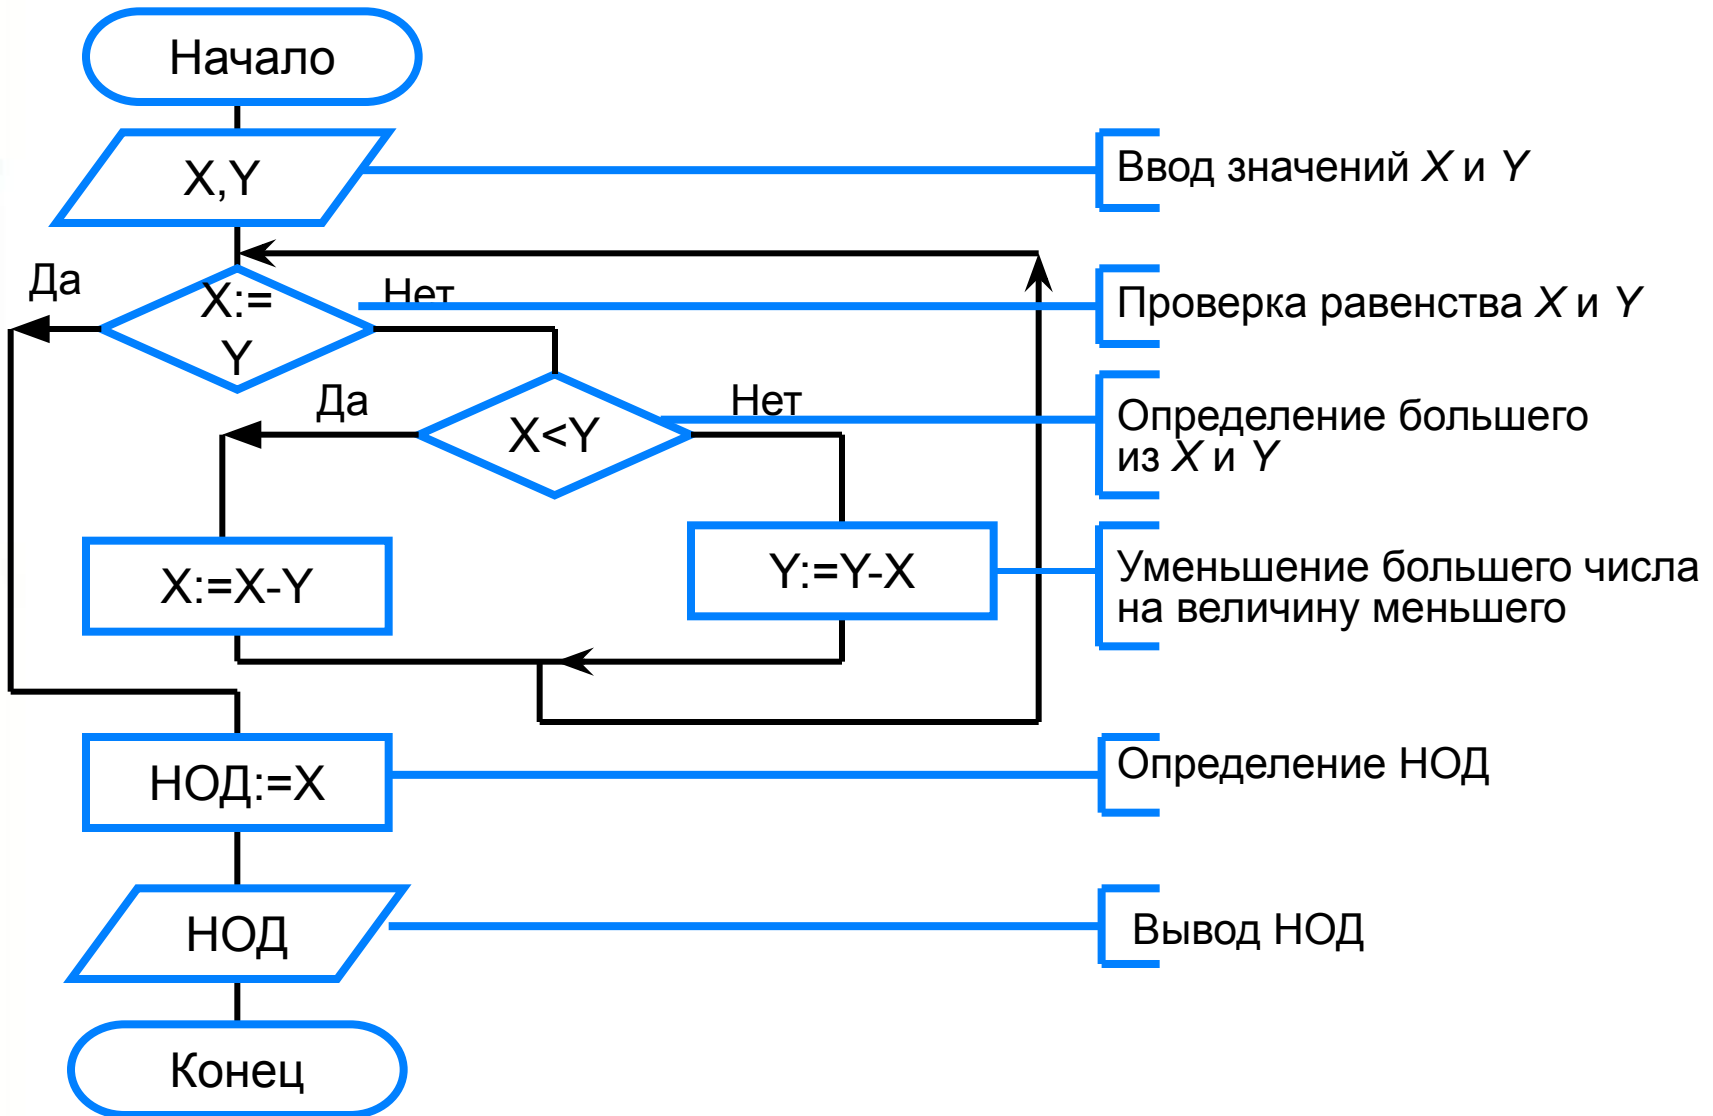 Начало
X,Y
Ввод значений X и Y
Да
X:=
Y
Нет
Проверка равенства X и Y
Да
X<Y
Нет
Определение большего
из X и Y
X:=X-Y
Y:=Y-X
Уменьшение большего числа
на величину меньшего
НОД:=X
Определение НОД
НОД
Вывод НОД
Конец